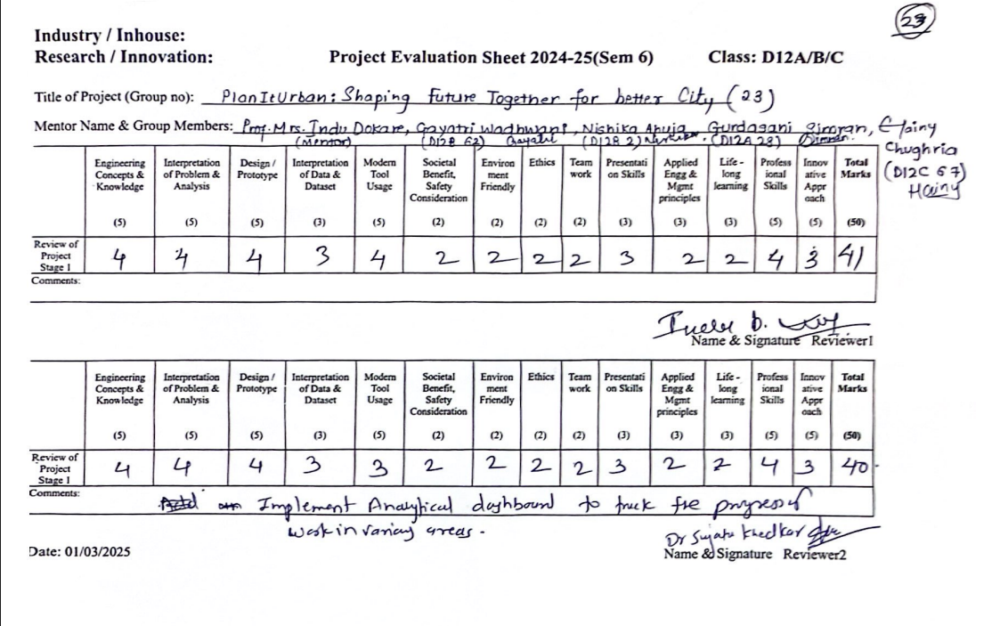 23
Industry / Inhouse:
Research / Innovation: Project Evaluation Sheet 2024-25(Sem 6) Class: D12A/B/C
Title of Project (Group no): PlanItUrban: Shaping future Together for better City (23)
Mentor Name & Group Members: Prof. Mrs. Indu Dokare, Gayatri Wadhwani, Nishika Ahuja, Gurdasani Simran, Hainy
(Mentor) (D12B 62) Gayatri (D12B 2) (D12A 28) Simran. Chughria
(D12C 67)
Hainy
Engineering Concepts & Knowledge (5) Interpretation of Problem & Analysis (5) Design / Prototype (5) Interpretation of Data & Dataset (3) Modern Tool Usage (5) Societal Benefit, Safety Consideration (2) Environ ment Friendly (2) Ethics (2) Team work (2) Presentati on Skills (3) Applied Engg & Mgmt principles (3) Life - long learning (3) Profess ional Skills (5) Innov ative Appr oach (5) Total Marks (50)
Review of Project Stage 1 4 4 4 3 4 2 2 2 2 3 2 2 4 3 41
Comments:
Name & Signature Reviewer1
Engineering Concepts & Knowledge (5) Interpretation of Problem & Analysis (5) Design / Prototype (5) Interpretation of Data & Dataset (3) Modern Tool Usage (5) Societal Benefit, Safety Consideration (2) Environ ment Friendly (2) Ethics (2) Team work (2) Presentati on Skills (3) Applied Engg & Mgmt principles (3) Life - long learning (3) Profess ional Skills (5) Innov ative Appr oach (5) Total Marks (50)
Review of Project Stage 1 4 4 4 3 3 2 2 2 2 3 2 2 4 3 40
Comments: Implement Analytical dashboard to track the progress of
work in various areas.
Dr Sujata Khedkar
Date: 01/03/2025 Name & Signature Reviewer2